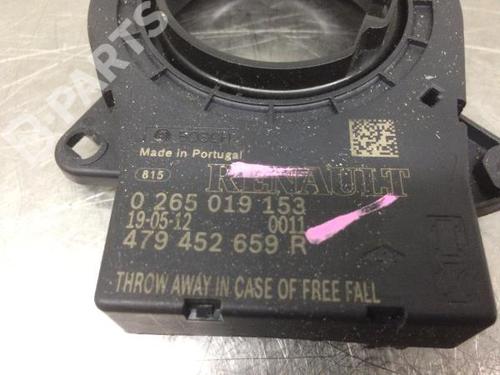 B PARTS
BOSCH
Made in Portugal
815
RENAULT
0 265 019 153
19-05-12 0011
479 452 659 R
THROW AWAY IN CASE OF FREE FALL